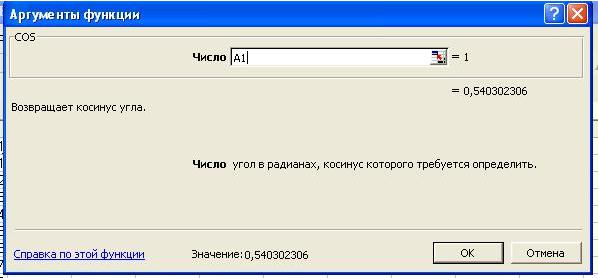 Аргументы функции
COS
Число A1 = 1
= 0,540302306
Возвращает косинус угла.
Число угол в радианах, косинус которого требуется определить.
Справка по этой функции Значение:0,540302306 ОК Отмена